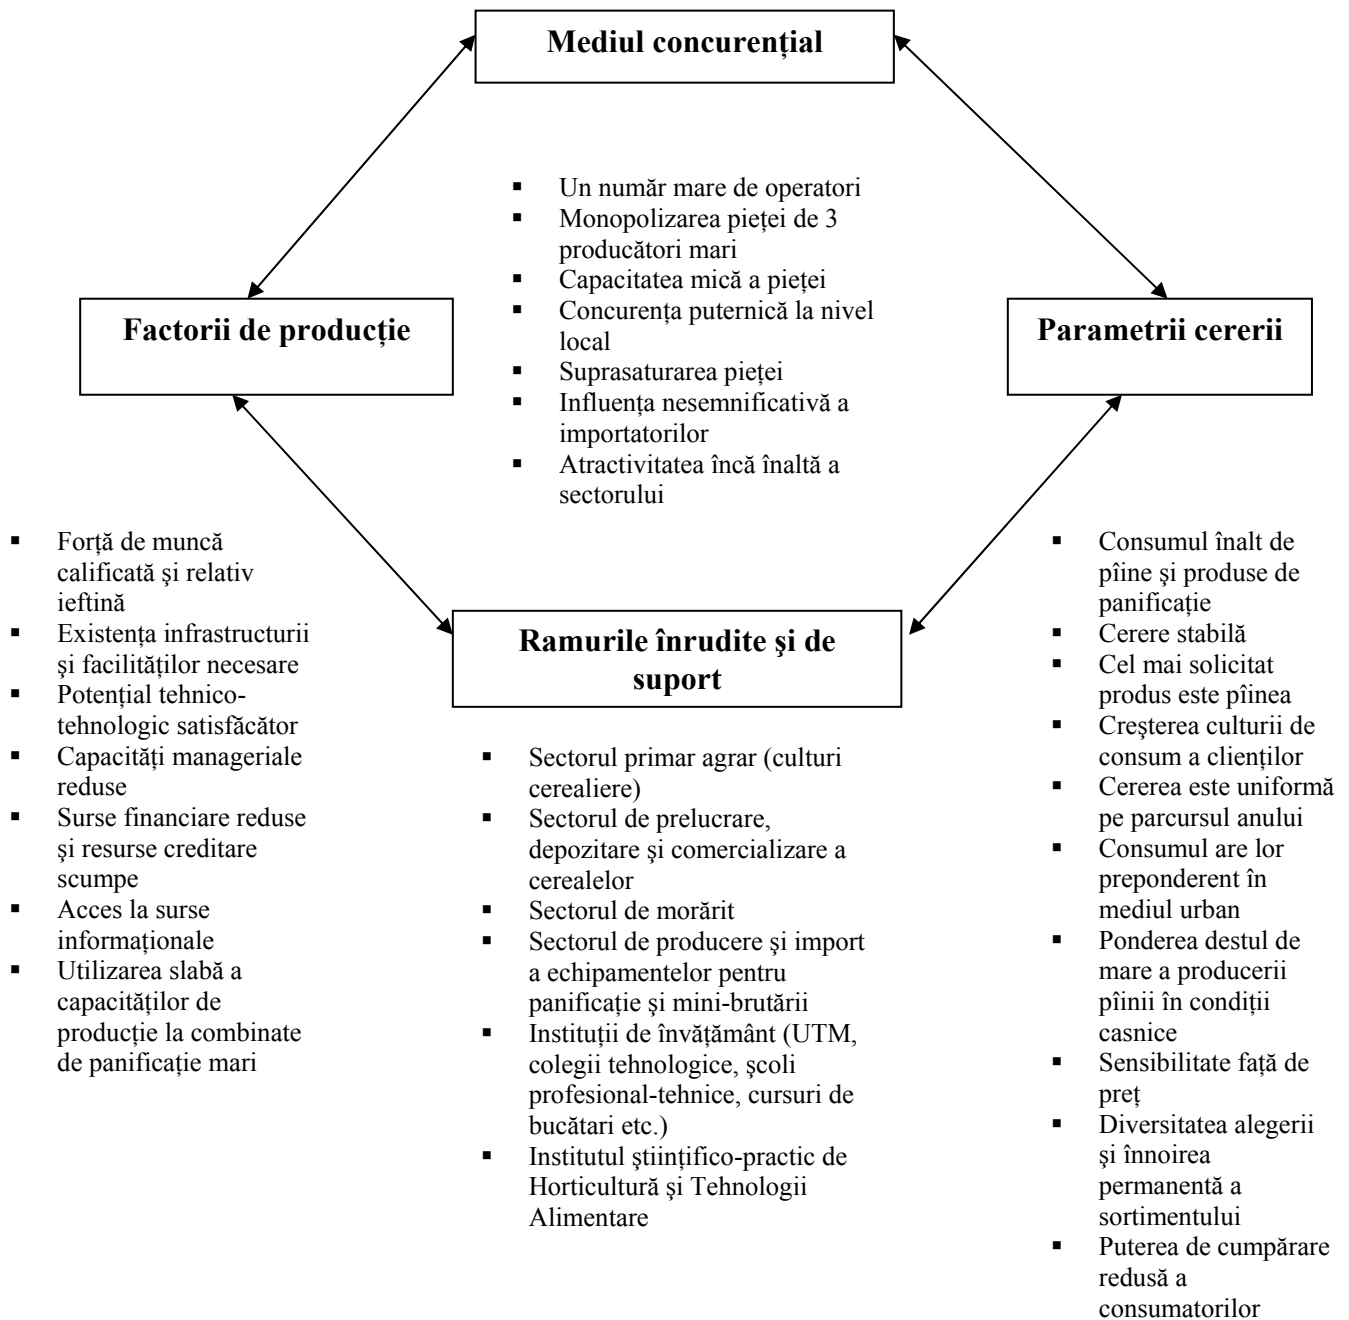 Mediul concurențial
▪ Un număr mare de operatori
▪ Monopolizarea pieței de 3
producători mari
▪ Capacitatea mică a pieței
▪ Concurența puternică la nivel
local
▪ Suprasaturarea pieței
▪ Influența nesemnificativă a
importatorilor
▪ Atractivitatea încă înaltă a
sectorului
Factorii de producție
▪ Forță de muncă
calificată şi relativ
ieftină
▪ Existența infrastructurii
şi facilităților necesare
▪ Potențial tehnico-
tehnologic satisfăcător
▪ Capacități manageriale
reduse
▪ Surse financiare reduse
şi resurse creditare
scumpe
▪ Acces la surse
informaționale
▪ Utilizarea slabă a
capacităților de
producție la combinate
de panificație mari
Ramurile înrudite şi de
suport
▪ Sectorul primar agrar (culturi
cerealiere)
▪ Sectorul de prelucrare,
depozitare şi comercializare a
cerealelor
▪ Sectorul de morărit
▪ Sectorul de producere şi import
a echipamentelor pentru
panificație şi mini-brutării
▪ Instituții de învățământ (UTM,
colegii tehnologice, şcoli
profesional-tehnice, cursuri de
bucătari etc.)
▪ Institutul ştiințifico-practic de
Horticultură şi Tehnologii
Alimentare
Parametrii cererii
▪ Consumul înalt de
pîine şi produse de
panificație
▪ Cerere stabilă
▪ Cel mai solicitat
produs este pîinea
▪ Creşterea culturii de
consum a clienților
▪ Cererea este uniformă
pe parcursul anului
▪ Consumul are lor
preponderent în
mediul urban
▪ Ponderea destul de
mare a producerii
pîinii în condiții
casnice
▪ Sensibilitate față de
preț
▪ Diversitatea alegerii
şi înnoirea
permanentă a
sortimentului
▪ Puterea de cumpărare
redusă a
consumatorilor